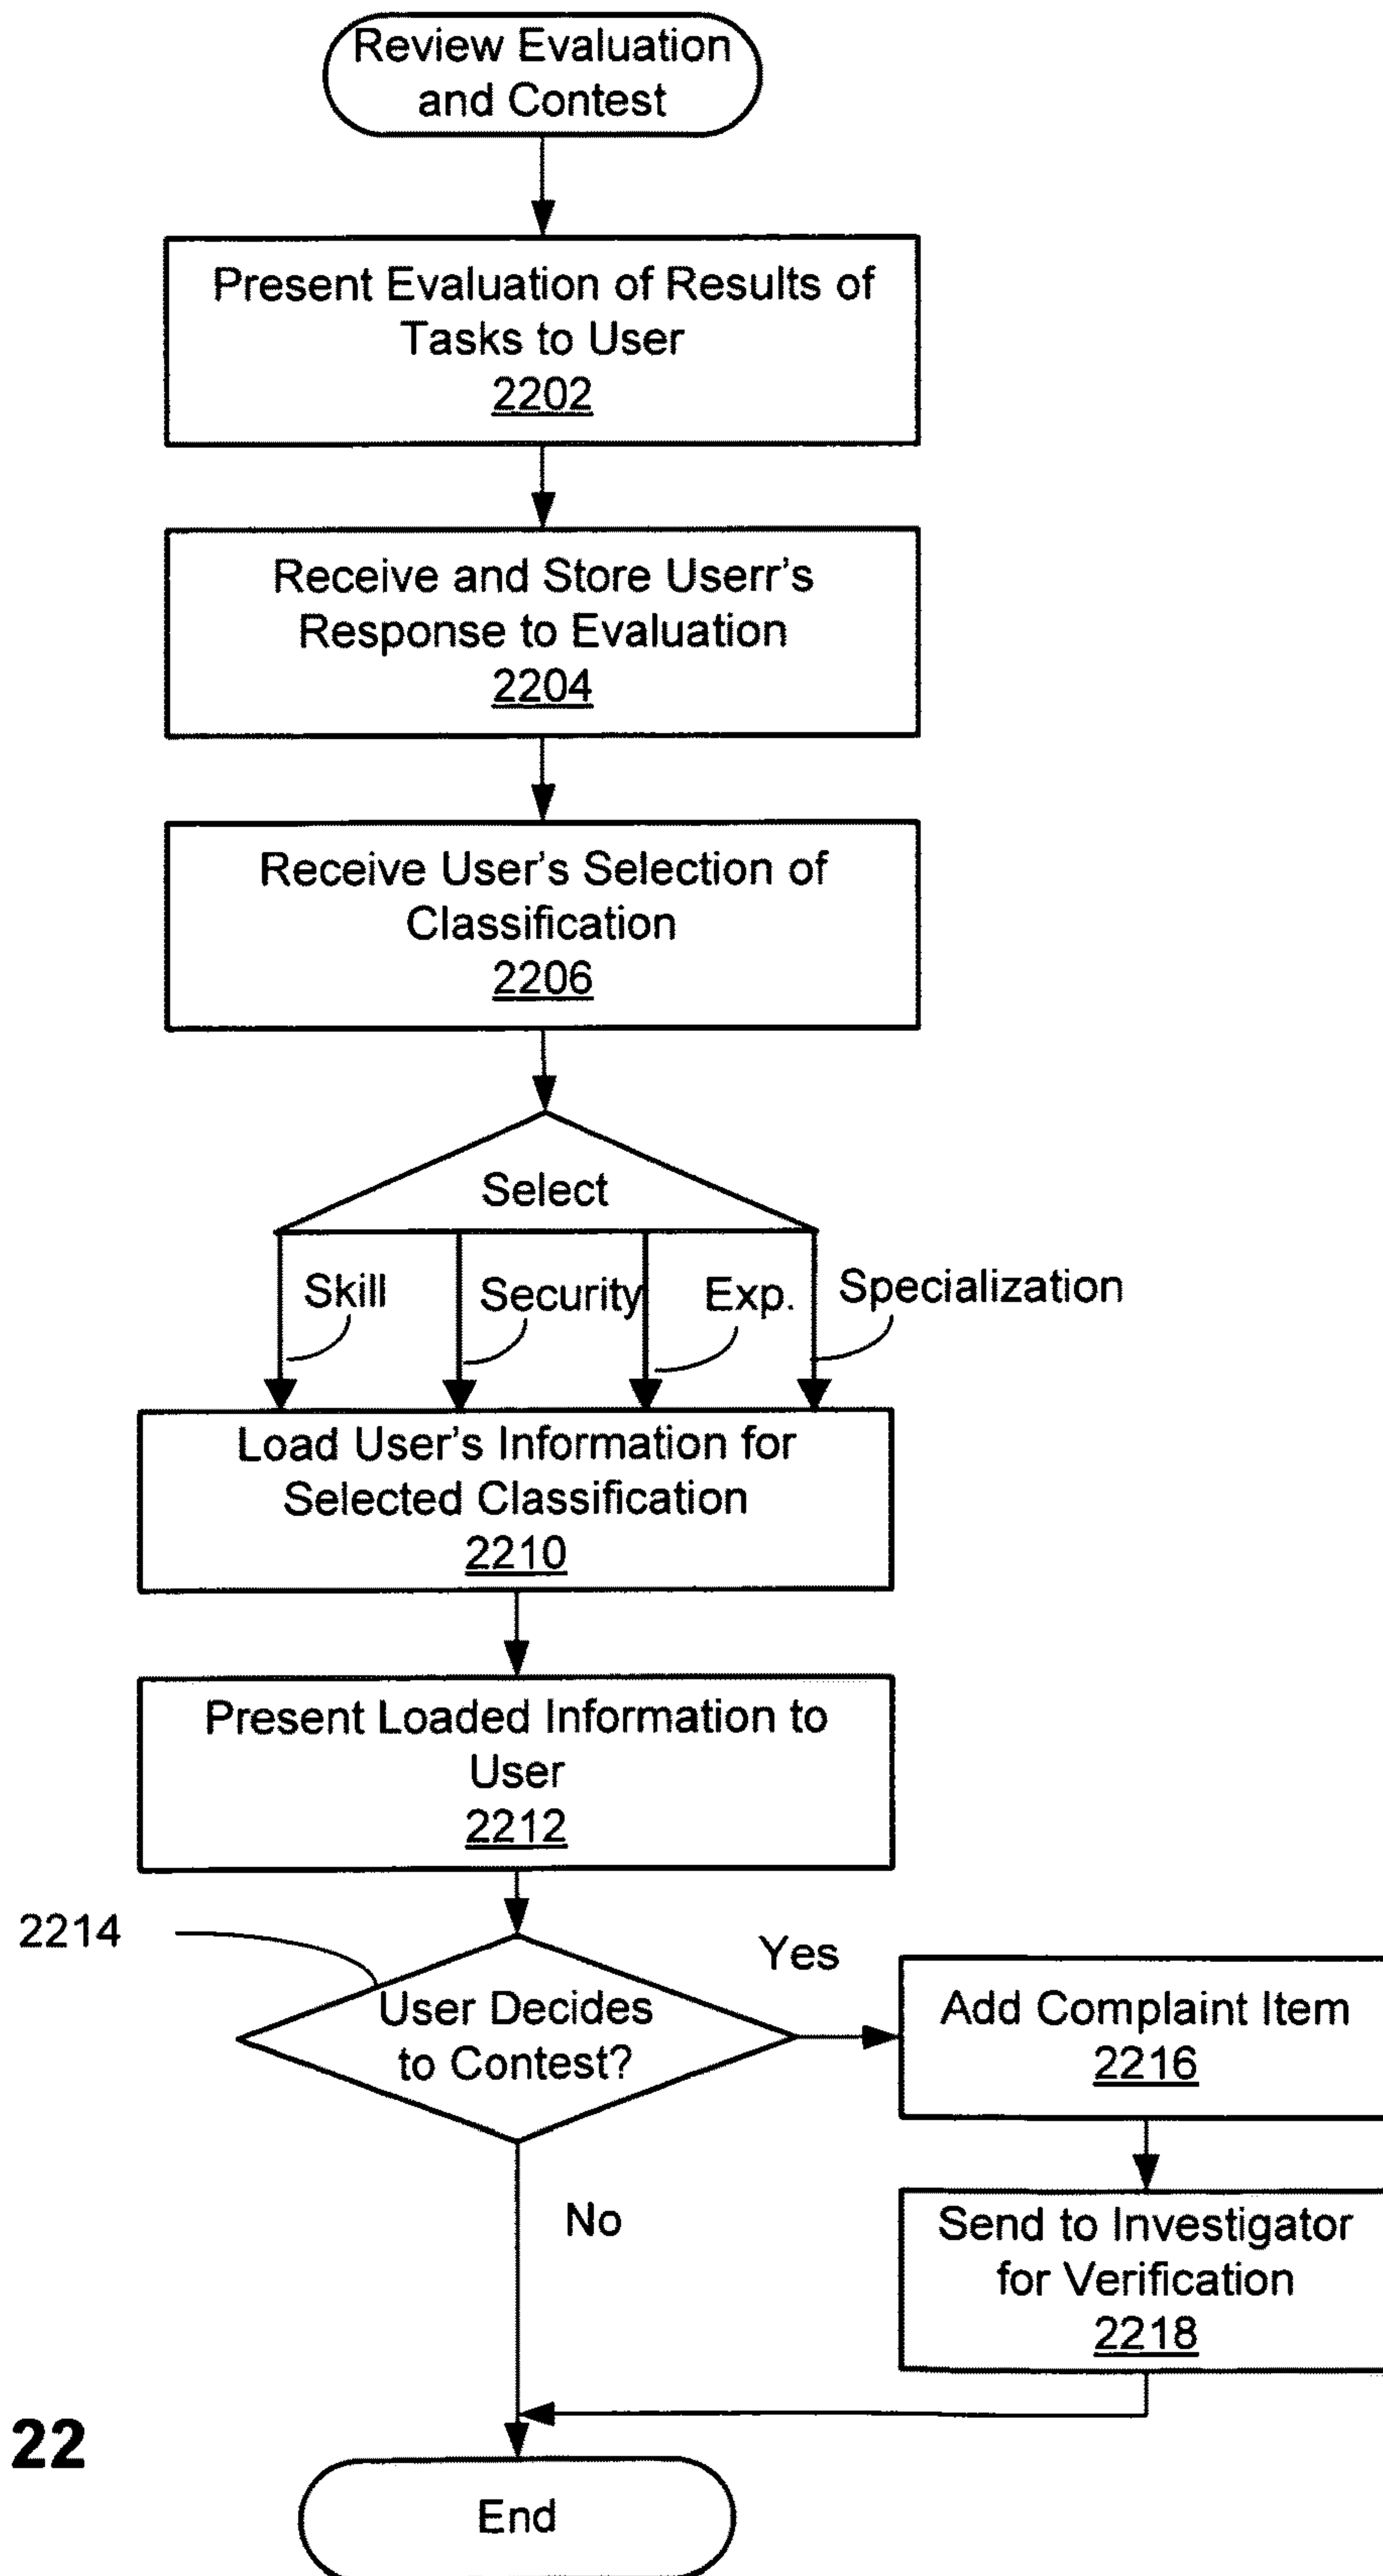 Review Evaluation
and Contest
Present Evaluation of Results of
Tasks to User
2202
Receive and Store Userr's
Response to Evaluation
2204
Receive User's Selection of
Classification
2206
Select
Skill
Security
Exp.
Specialization
Load User's Information for
Selected Classification
2210
Present Loaded Information to
User
2212
2214
User Decides
to Contest?
Yes
Add Complaint Item
2216
No
Send to Investigator
for Verification
2218
22
End